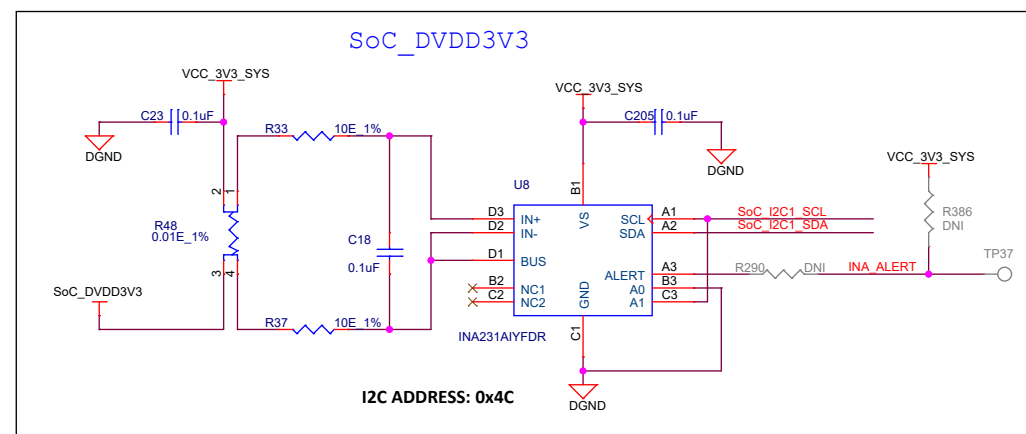 SoC_DVDD3V3
VCC_3V3_SYS
C23
0.1uF
DGND
R33
10E_1%
2
1
R48
0.01E_1%
3
4
C18
0.1uF
SoC_DVDD3V3
R37
10E_1%
VCC_3V3_SYS
C205
0.1uF
DGND
U8
B1
VS
D3
IN+
D2
IN-
D1
BUS
B2
NC1
C2
NC2
SCL
A1
SoC_I2C1_SCL
SDA
A2
SoC_I2C1_SDA
ALERT
A3
A0
B3
A1
C3
GND
C1
INA231AIYFDR
DGND
VCC_3V3_SYS
R386
DNI
R290
DNI
INA_ALERT
TP37
I2C ADDRESS: 0x4C